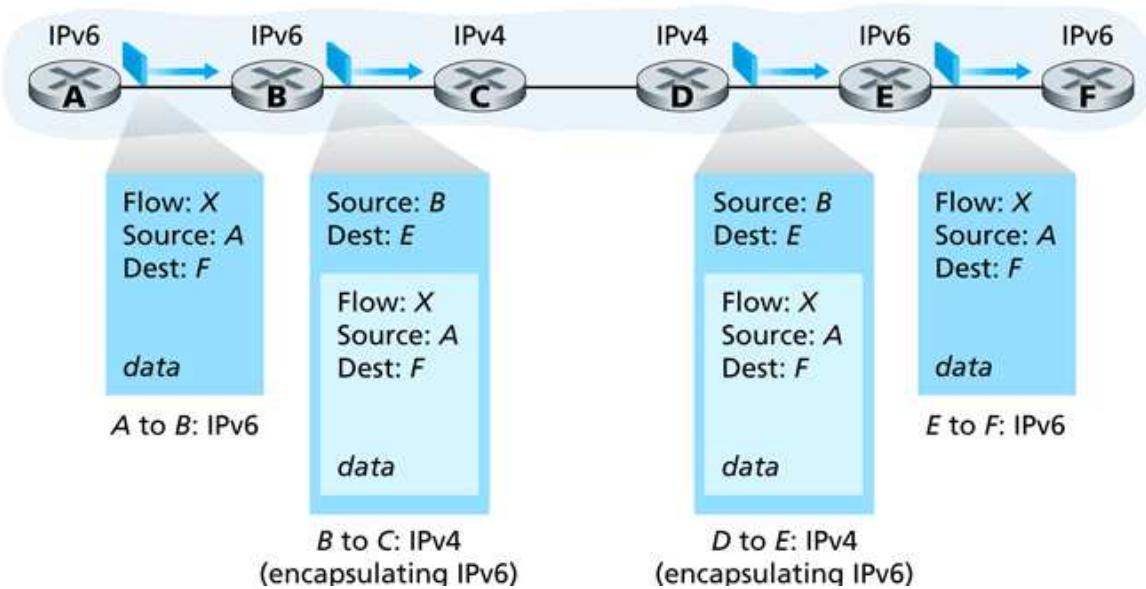 IPv6
IPv6
IPv4
IPv4
IPv6
IPv6
A
B
C
D
E
F
Flow: X
Source: A
Dest: F
data
A to B: IPv6
Source: B
Dest: E
Flow: X
Source: A
Dest: F
data
B to C: IPv4
(encapsulating IPv6)
Source: B
Dest: E
Flow: X
Source: A
Dest: F
data
D to E: IPv4
(encapsulating IPv6)
Flow: X
Source: A
Dest: F
data
E to F: IPv6